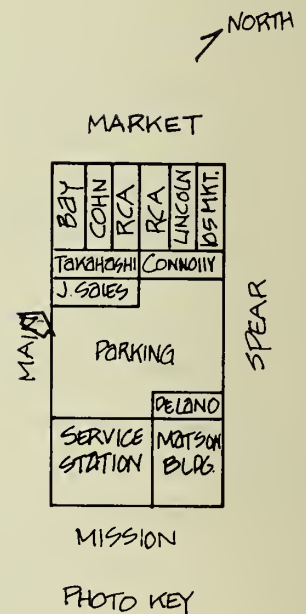 NORTH
MARKET
BAY
COHN
RCA
RCA
LINCOLN
105 MKT.
TAKAHASHI CONNOLLY
J. SALES
MAIN
PARKING
SPEAR
DELANO
SERVICE STATION
MATSON BLDG.
MISSION
PHOTO KEY